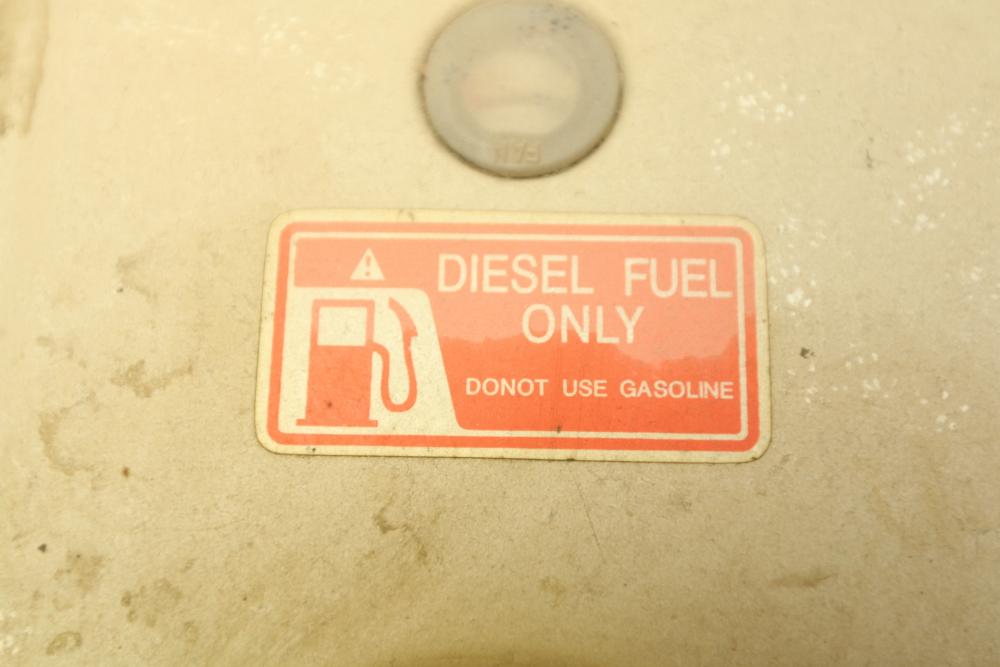 DIESEL FUEL
ONLY
DONOT USE GASOLINE